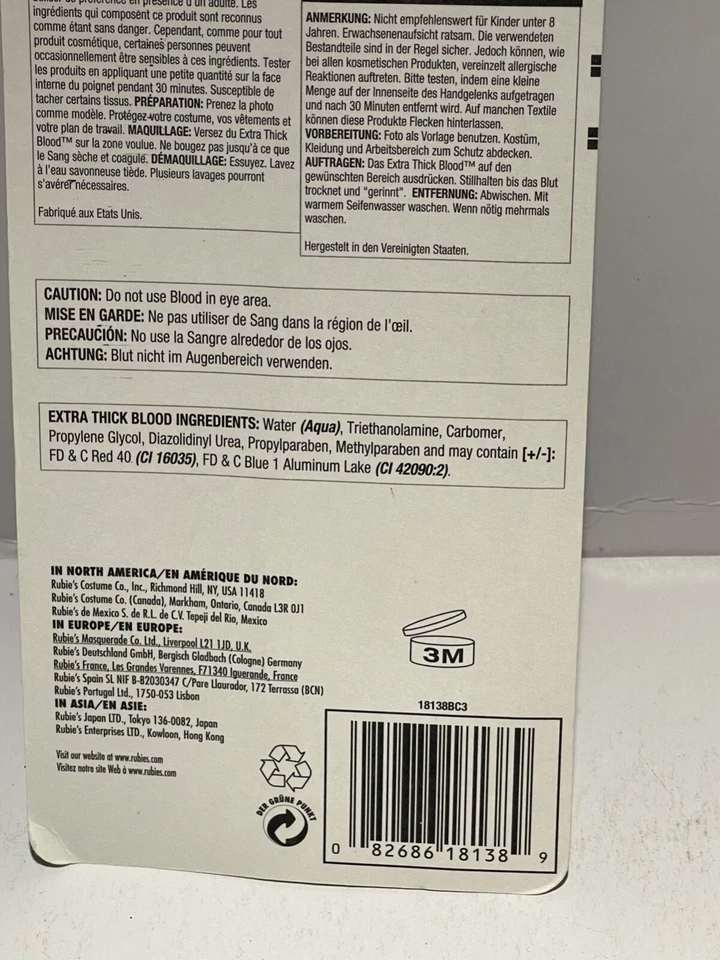 utiliser de préférence en présence d'un adulte. Les
ingrédients qui composent ce produit sont reconnus
comme étant sans danger. Cependant, comme pour tout
produit cosmétique, certaines personnes peuvent
occasionnellement être sensibles à ces ingrédients. Tester
les produits en appliquant une petite quantité sur la face
interne du poignet pendant 30 minutes. Susceptible de
tacher certains tissus. PRÉPARATION: Prenez la photo
comme modèle. Protégez votre costume, vos vêtements et
votre plan de travail. MAQUILLAGE: Versez du Extra Thick
Blood™ sur la zone voulue. Ne bougez pas jusqu'à ce que
le Sang sèche et coagulé. DÉMAQUILLAGE: Essuyez. Lavez
à l'eau savonneuse tiède. Plusieurs lavages pourront
s'avérer nécessaires.
Fabriqué aux Etats Unis.
ANMERKUNG: Nicht empfehlenswert für Kinder unter 8
Jahren. Erwachsenenaufsicht ratsam. Die verwendeten
Bestandteile sind in der Regel sicher. Jedoch können, wie
bei allen kosmetischen Produkten, vereinzelt allergische
Reaktionen auftreten. Bitte testen, indem eine kleine
Menge auf der Innenseite des Handgelenks aufgetragen
und nach 30 Minuten entfernt wird. Auf manchen Textile
können diese Produkte Flecken hinterlassen.
VORBEREITUNG: Foto als Vorlage benutzen. Kostüm,
Kleidung und Arbeitsbereich zum Schutz abdecken.
AUFTRAGEN: Das Extra Thick Blood™ auf den
gewünschten Bereich ausdrücken. Stillhalten bis das Blut
trocknet und "gerinnt". ENTFERNUNG: Abwischen. Mit
warmem Seifenwasser waschen. Wenn nötig mehrmals
waschen.
Hergestelt in den Vereinigten Staaten.
CAUTION: Do not use Blood in eye area.
MISE EN GARDE: Ne pas utiliser de Sang dans la région de l'œil.
PRECAUCIÓN: No use la Sangre alrededor de los ojos.
ACHTUNG: Blut nicht im Augenbereich verwenden.
EXTRA THICK BLOOD INGREDIENTS: Water (Aqua), Triethanolamine, Carbomer,
Propylene Glycol, Diazolidinyl Urea, Propylparaben, Methylparaben and may contain [+/-]:
FD & C Red 40 (CI 16035), FD & C Blue 1 Aluminum Lake (CI 42090:2).
IN NORTH AMERICA/EN AMÉRIQUE DU NORD:
Rubie's Costume Co., Inc., Richmond Hill, NY, USA 11418
Rubie's Costume Co. (Canada), Markham, Ontario, Canada L3R 0J1
Rubie's de Mexico S. de R.L. de C.V. Tepeji del Rio, Mexico
IN EUROPE/EN EUROPE:
Rubie's Masquerade Co. Ltd., Liverpool L21 1JD, U.K.
Rubie's Deutschland GmbH, Bergisch Gladbach (Cologne) Germany
Rubie's France, Les Grandes Varennes, F71340 Iguerande, France
Rubie's Spain SL NIF B-82030347 C/Pare Llaurador, 172 Terrassa (BCN)
Rubie's Portugal Ltd., 1750-053 Lisbon
IN ASIA/EN ASIE:
Rubie's Japan LTD., Tokyo 136-0082, Japan
Rubie's Enterprises LTD., Kowloon, Hong Kong
Visit our website at www.rubies.com
Visitez notre site Web à www.rubies.com
DER GRÜNE PUNKT
3M
18138BC3
0 82686 18138 9